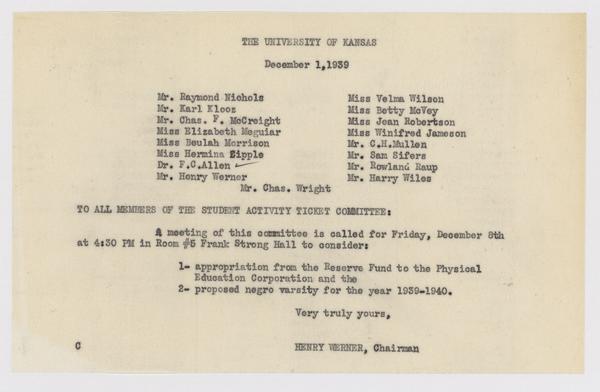 THE UNIVERSITY OF KANSAS
December 1,1939
Mr. Raymond Nichols
Mr. Karl Klooz
Mr. Chas. F. McCreight
Miss Elizabeth Meguiar
Miss Beulah Morrison
Miss Hermina Zipple
Dr. F.C.Allen
Mr. Henry Werner
Miss Velma Wilson
Miss Betty McVey
Miss Jean Robertson
Miss Winifred Jameson
Mr. C.H.Mullen
Mr. Sam Sifers
Mr. Rowland Raup
Mr. Harry Wiles
Mr. Chas. Wright
TO ALL MEMBERS OF THE STUDENT ACTIVITY TICKET COMMITTEE:
A meeting of this committee is called for Friday, December 8th
at 4:30 PM in Room #5 Frank Strong Hall to consider:
1- appropriation from the Reserve Fund to the Physical
Education Corporation and the
2- proposed negro varsity for the year 1939-1940.
Very truly yours,
C HENRY WERNER, Chairman